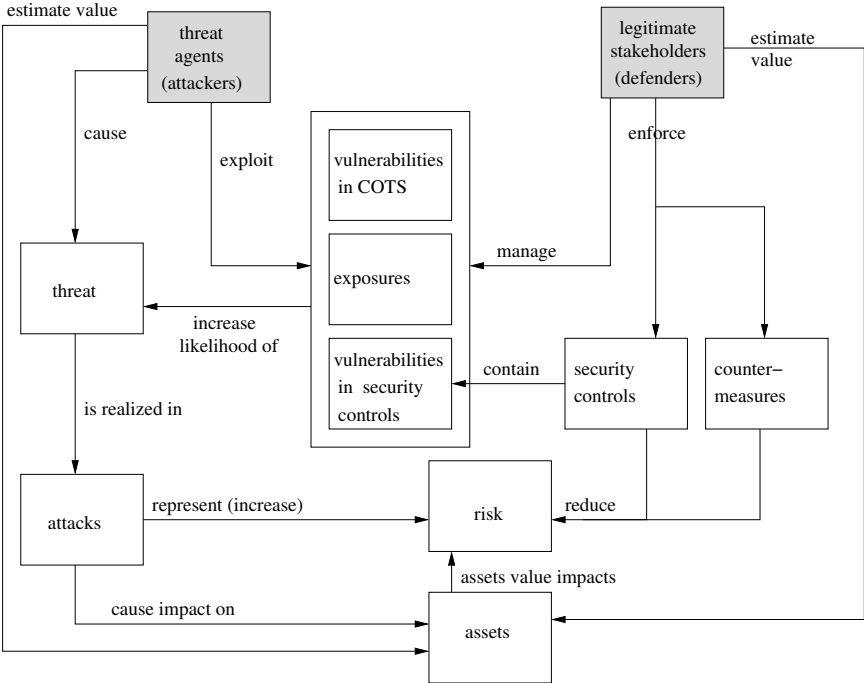 estimate value
threat
agents
(attackers)
legitimate
stakeholders
(defenders)
estimate
value
cause
exploit
enforce
vulnerabilities
in COTS
manage
threat
exposures
increase
likelihood of
vulnerabilities
in security
controls
contain
security
controls
counter−
measures
is realized in
attacks
represent (increase)
risk
reduce
assets value impacts
cause impact on
assets